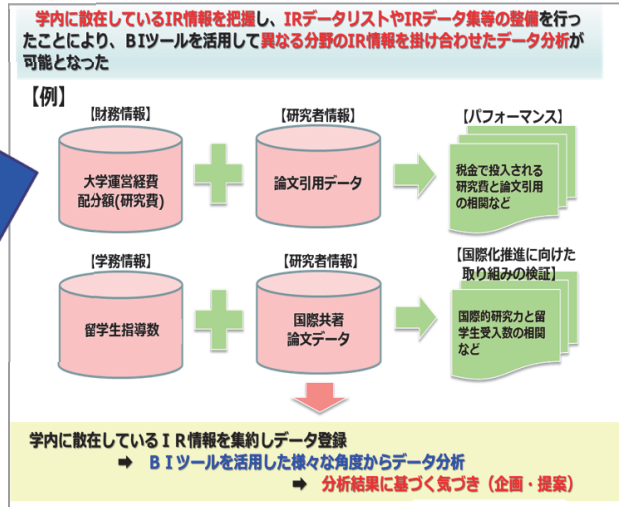 学内に散在しているIR情報を把握し、IRデータリストやIRデータ集等の整備を行っ
たことにより、BIツールを活用して異なる分野のIR情報を掛け合わせたデータ分析が
可能となった
【例】
【財務情報】
【研究者情報】
【パフォーマンス】
大学運営経費
配分額(研究費)
論文引用データ
税金で投入される
研究費と論文引用
の相関など
【学務情報】
【研究者情報】
【国際化推進に向けた
取り組みの検証】
留学生指導数
国際共著
論文データ
国際的研究力と留
学生受入数の相関
など
学内に散在しているＩＲ情報を集約しデータ登録
➡ ＢＩツールを活用した様々な角度からデータ分析
➡ 分析結果に基づく気づき（企画・提案）